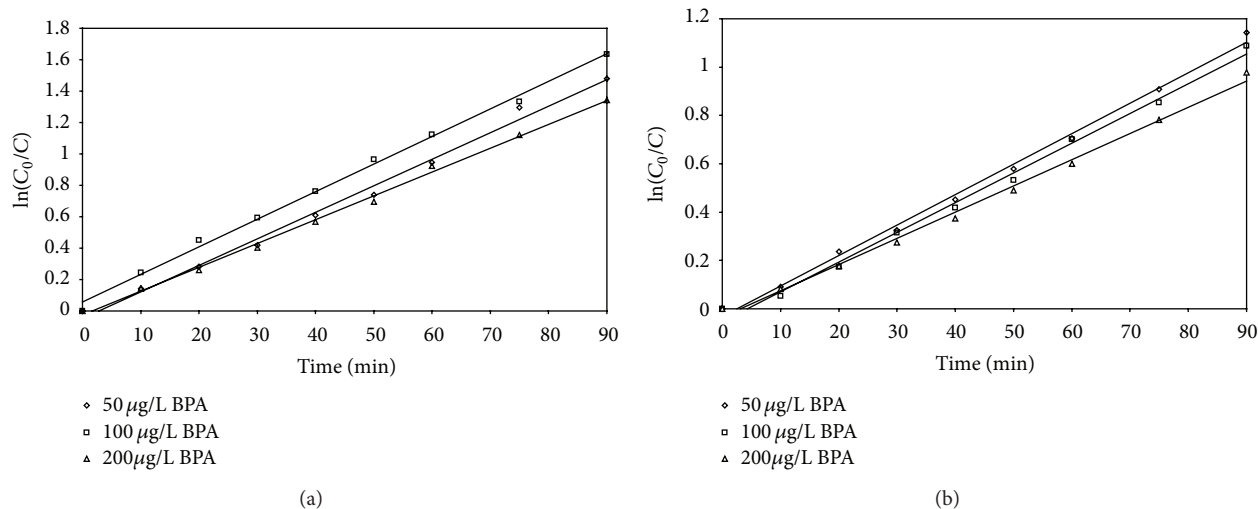 1.8
1.6
1.4
1.2
1
0.8
0.6
0.4
0.2
0
ln(C₀/C)
0 10 20 30 40 50 60 70 80 90
Time (min)
50 μg/L BPA
100 μg/L BPA
200μg/L BPA
(a)
1.2
1
0.8
0.6
0.4
0.2
0
ln(C₀/C)
0 10 20 30 40 50 60 70 80 90
Time (min)
50 μg/L BPA
100 μg/L BPA
200μg/L BPA
(b)